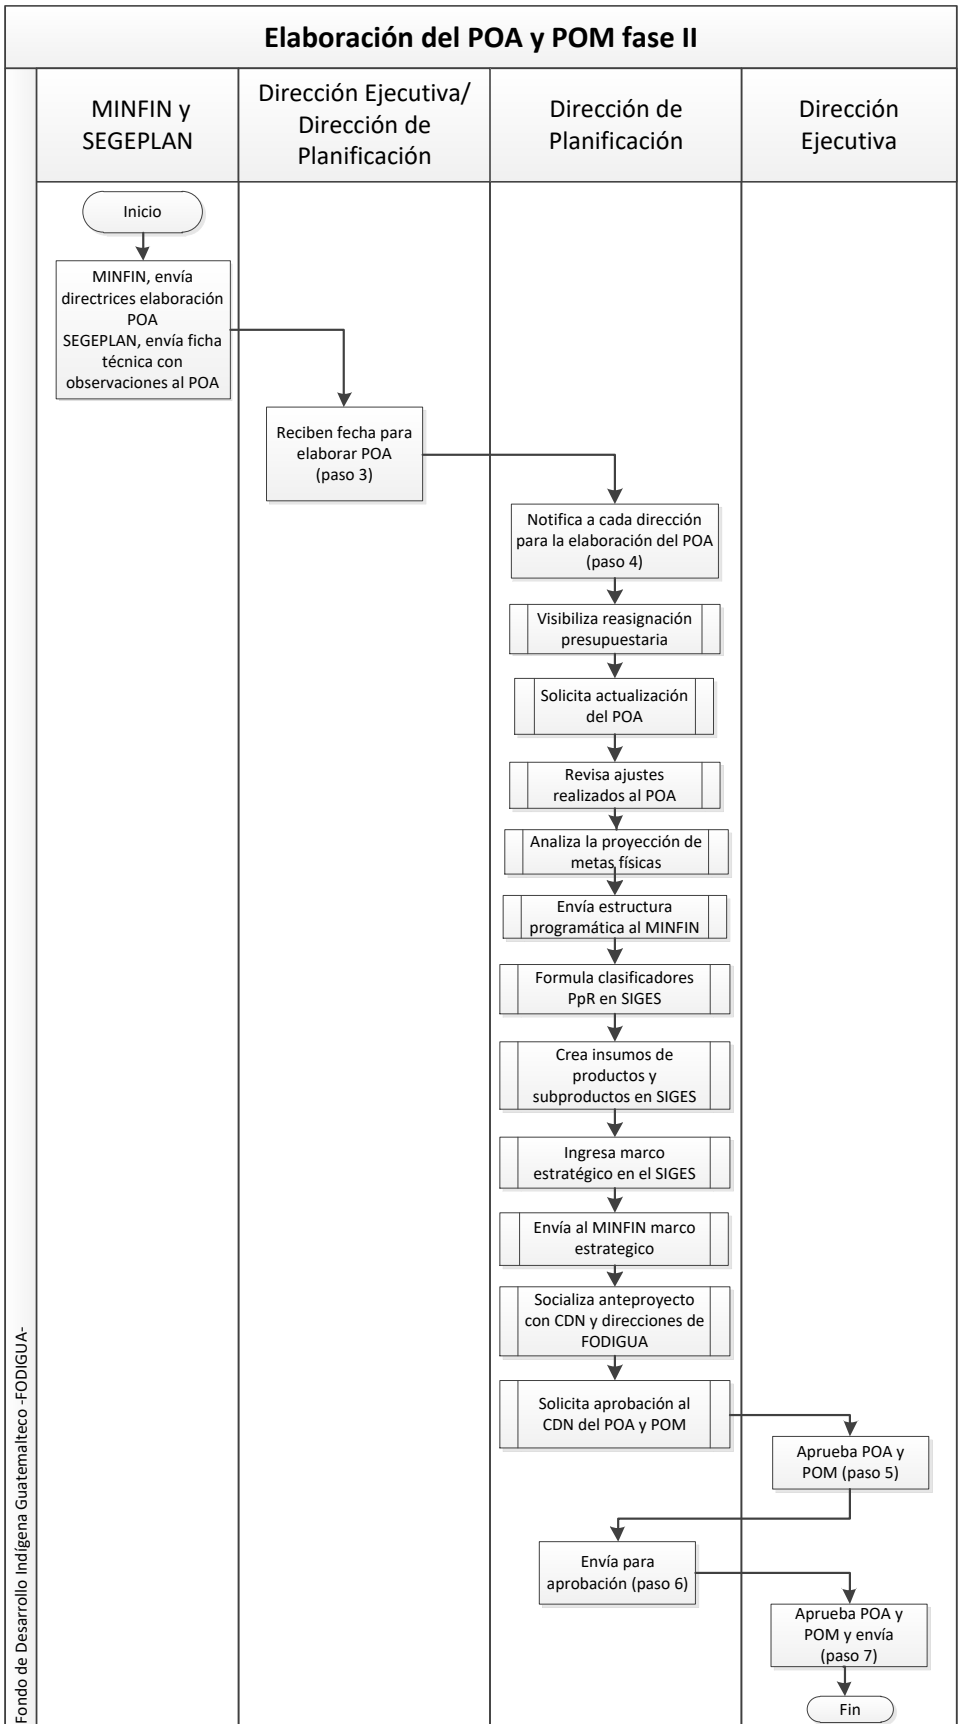 Elaboración del POA y POM fase II
MINFIN y
SEGEPLAN
Dirección Ejecutiva/
Dirección de
Planificación
Dirección de
Planificación
Dirección
Ejecutiva
Inicio
MINFIN, envía
directrices elaboración
POA
SEGEPLAN, envía ficha
técnica con
observaciones al POA
Reciben fecha para
elaborar POA
(paso 3)
Notifica a cada dirección
para la elaboración del POA
(paso 4)
Visibiliza reasignación
presupuestaria
Solicita actualización
del POA
Revisa ajustes
realizados al POA
Analiza la proyección de
metas físicas
Envía estructura
programática al MINFIN
Formula clasificadores
PpR en SIGES
Crea insumos de
productos y
subproductos en SIGES
Ingresa marco
estratégico en el SIGES
Envía al MINFIN marco
estrategico
Socializa anteproyecto
con CDN y direcciones de
FODIGUA
Solicita aprobación al
CDN del POA y POM
Aprueba POA y
POM (paso 5)
Envía para
aprobación (paso 6)
Aprueba POA y
POM y envía
(paso 7)
Fin
Fondo de Desarrollo Indígena Guatemalteco -FODIGUA-